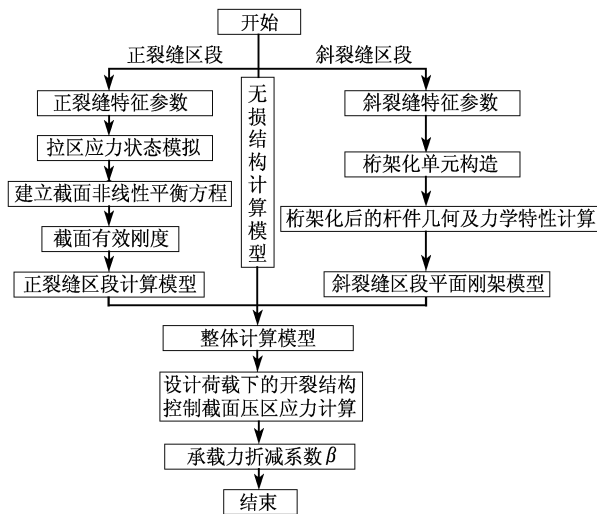 开始
正裂缝区段
斜裂缝区段
正裂缝特征参数
拉区应力状态模拟
建立截面非线性平衡方程
截面有效刚度
正裂缝区段计算模型
无损结构计算模型
斜裂缝特征参数
桁架化单元构造
桁架化后的杆件几何及力学特性计算
斜裂缝区段平面刚架模型
整体计算模型
设计荷载下的开裂结构
控制截面压区应力计算
承载力折减系数β
结束